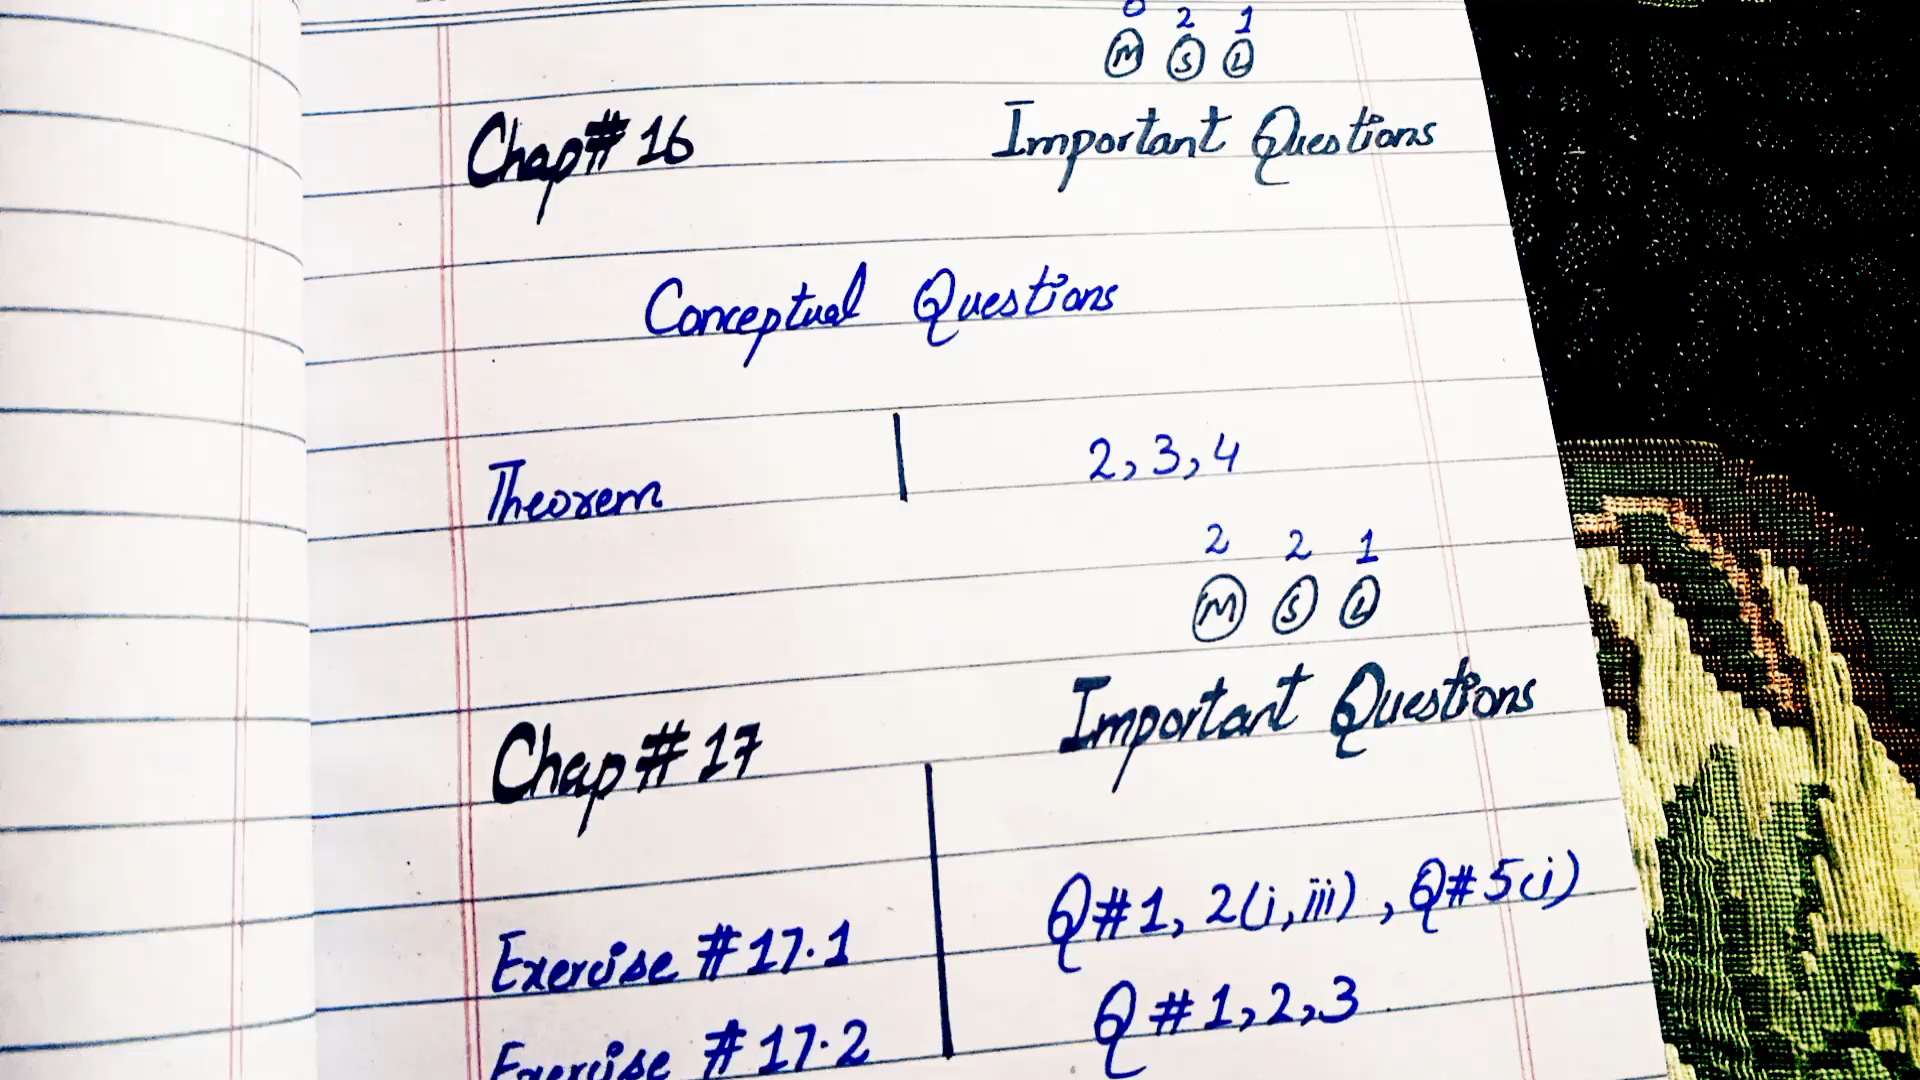 0 2 1
M S L
Chap# 16 Important Questions
Conceptual Questions
Theorem 2, 3, 4
2 2 1
M S L
Chap # 17 Important Questions
Exercise # 17.1 Q#1, 2(i, iii), Q# 5(i)
Exercise # 17.2 Q # 1, 2, 3